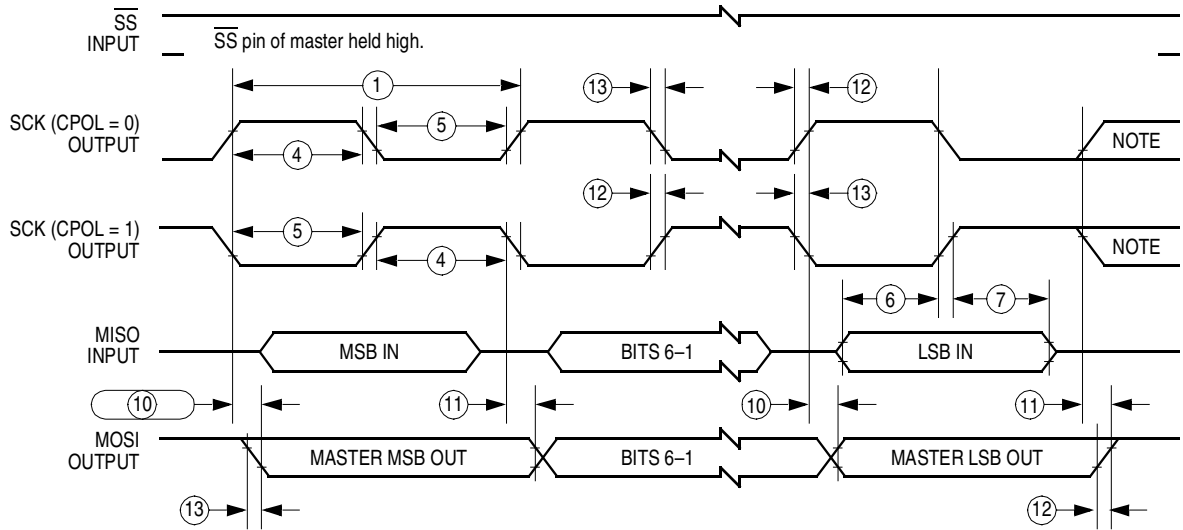 SS
INPUT
SS pin of master held high.
1
13
12
SCK (CPOL = 0)
OUTPUT
5
4
NOTE
12
13
SCK (CPOL = 1)
OUTPUT
5
4
NOTE
6
7
MISO
INPUT
MSB IN
BITS 6–1
LSB IN
10
11
10
11
MOSI
OUTPUT
MASTER MSB OUT
BITS 6–1
MASTER LSB OUT
13
12